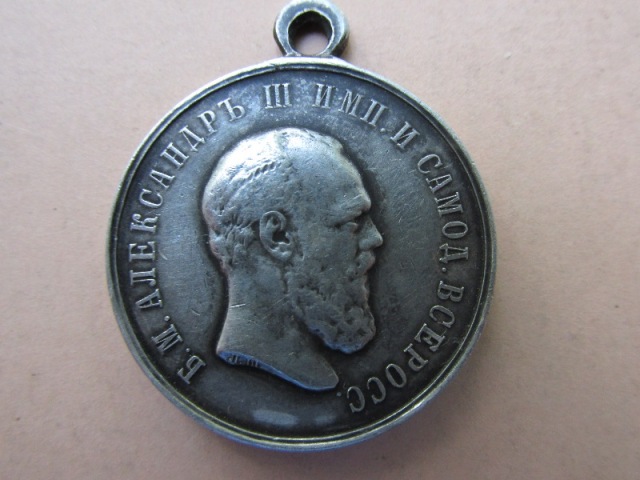 Б. М. АЛЕКСАНДРЪ III ИМП. И САМОД. ВСЕРОСС.